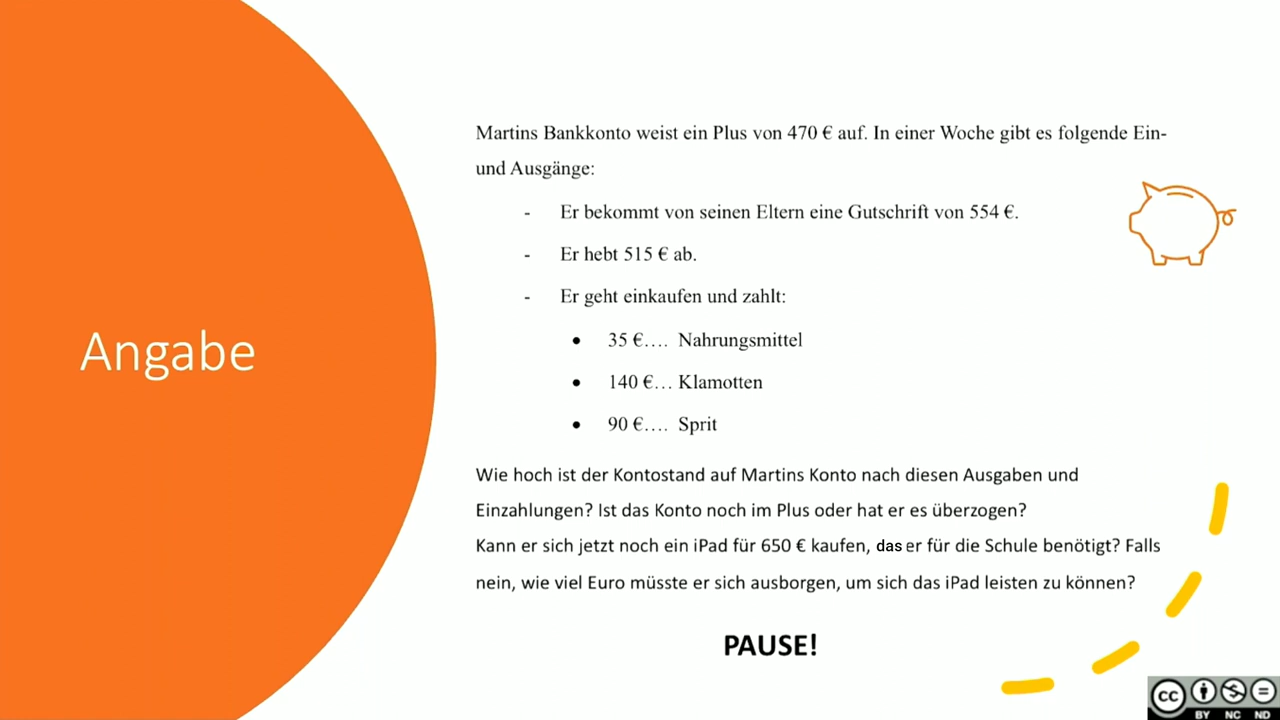 Angabe
Martins Bankkonto weist ein Plus von 470 € auf. In einer Woche gibt es folgende Ein-
und Ausgänge:
- Er bekommt von seinen Eltern eine Gutschrift von 554 €.
- Er hebt 515 € ab.
- Er geht einkaufen und zahlt:
• 35 €…. Nahrungsmittel
• 140 €… Klamotten
• 90 €…. Sprit
Wie hoch ist der Kontostand auf Martins Konto nach diesen Ausgaben und
Einzahlungen? Ist das Konto noch im Plus oder hat er es überzogen?
Kann er sich jetzt noch ein iPad für 650 € kaufen, das er für die Schule benötigt? Falls
nein, wie viel Euro müsste er sich ausborgen, um sich das iPad leisten zu können?
PAUSE!
CC BY NC ND